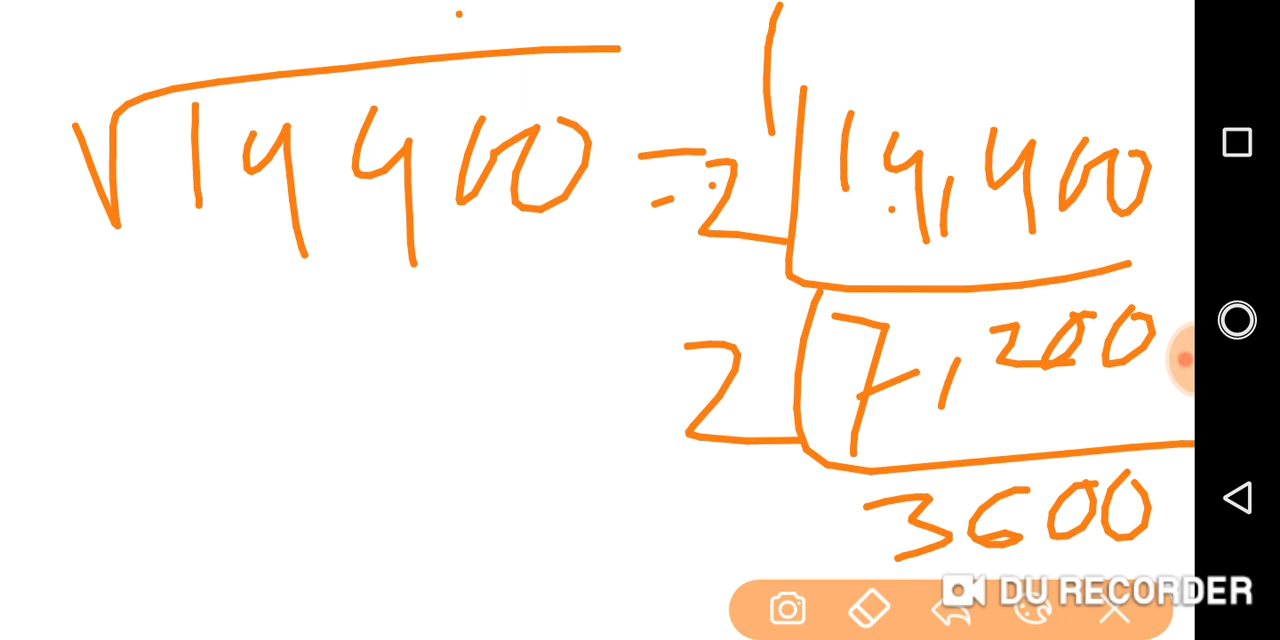 √14400 = 2 | 14,400
2 | 7,200
3600
DU RECORDER